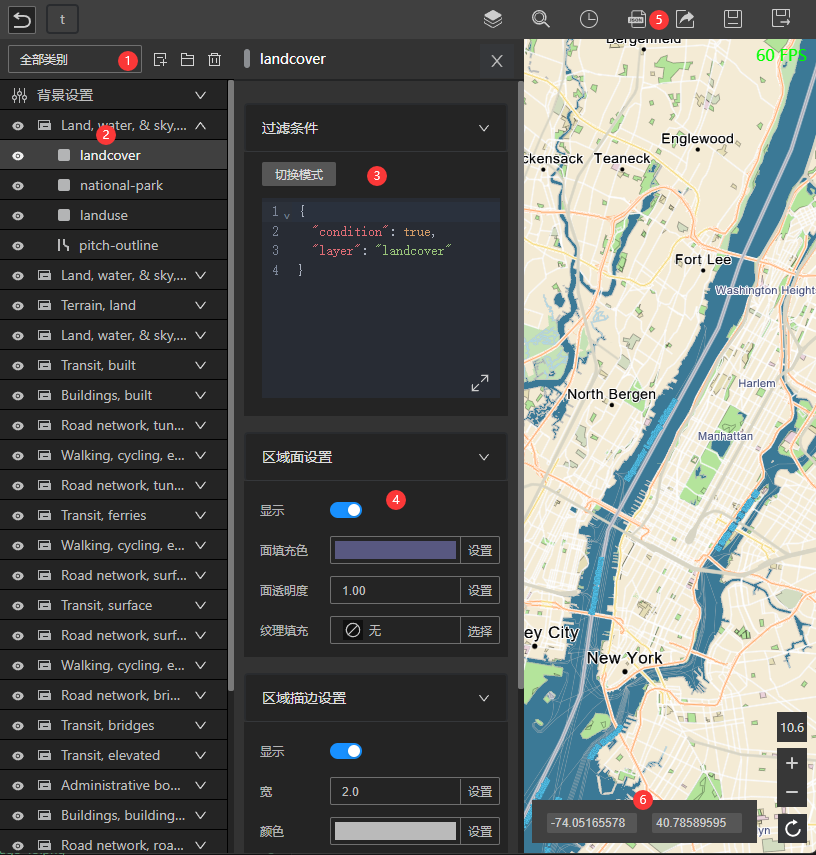 t
JSON
5
全部类别
1
背景设置
Land, water, & sky,...
2
landcover
national-park
landuse
pitch-outline
Land, water, & sky,...
Terrain, land
Land, water, & sky,...
Transit, built
Buildings, built
Road network, tun...
Walking, cycling, e...
Road network, tun...
Transit, ferries
Walking, cycling, e...
Road network, surf...
Transit, surface
Road network, surf...
Walking, cycling, e...
Road network, bri...
Transit, bridges
Transit, elevated
Administrative bo...
Buildings, building...
Road network, roa...
landcover
过滤条件
切换模式
3
1 {
2 "condition": true,
3 "layer": "landcover"
4 }
区域面设置
4
显示
面填充色 设置
面透明度 1.00 设置
纹理填充 无 选择
区域描边设置
显示
宽 2.0 设置
颜色 设置
Bergenfield
60 FPS
Englewood
ckensack
Teaneck
Fort Lee
Washington Heights
North Bergen
Harlem
Manhattan
ey City
New York
10.6
+
−
6
-74.05165578
40.78589595
yn